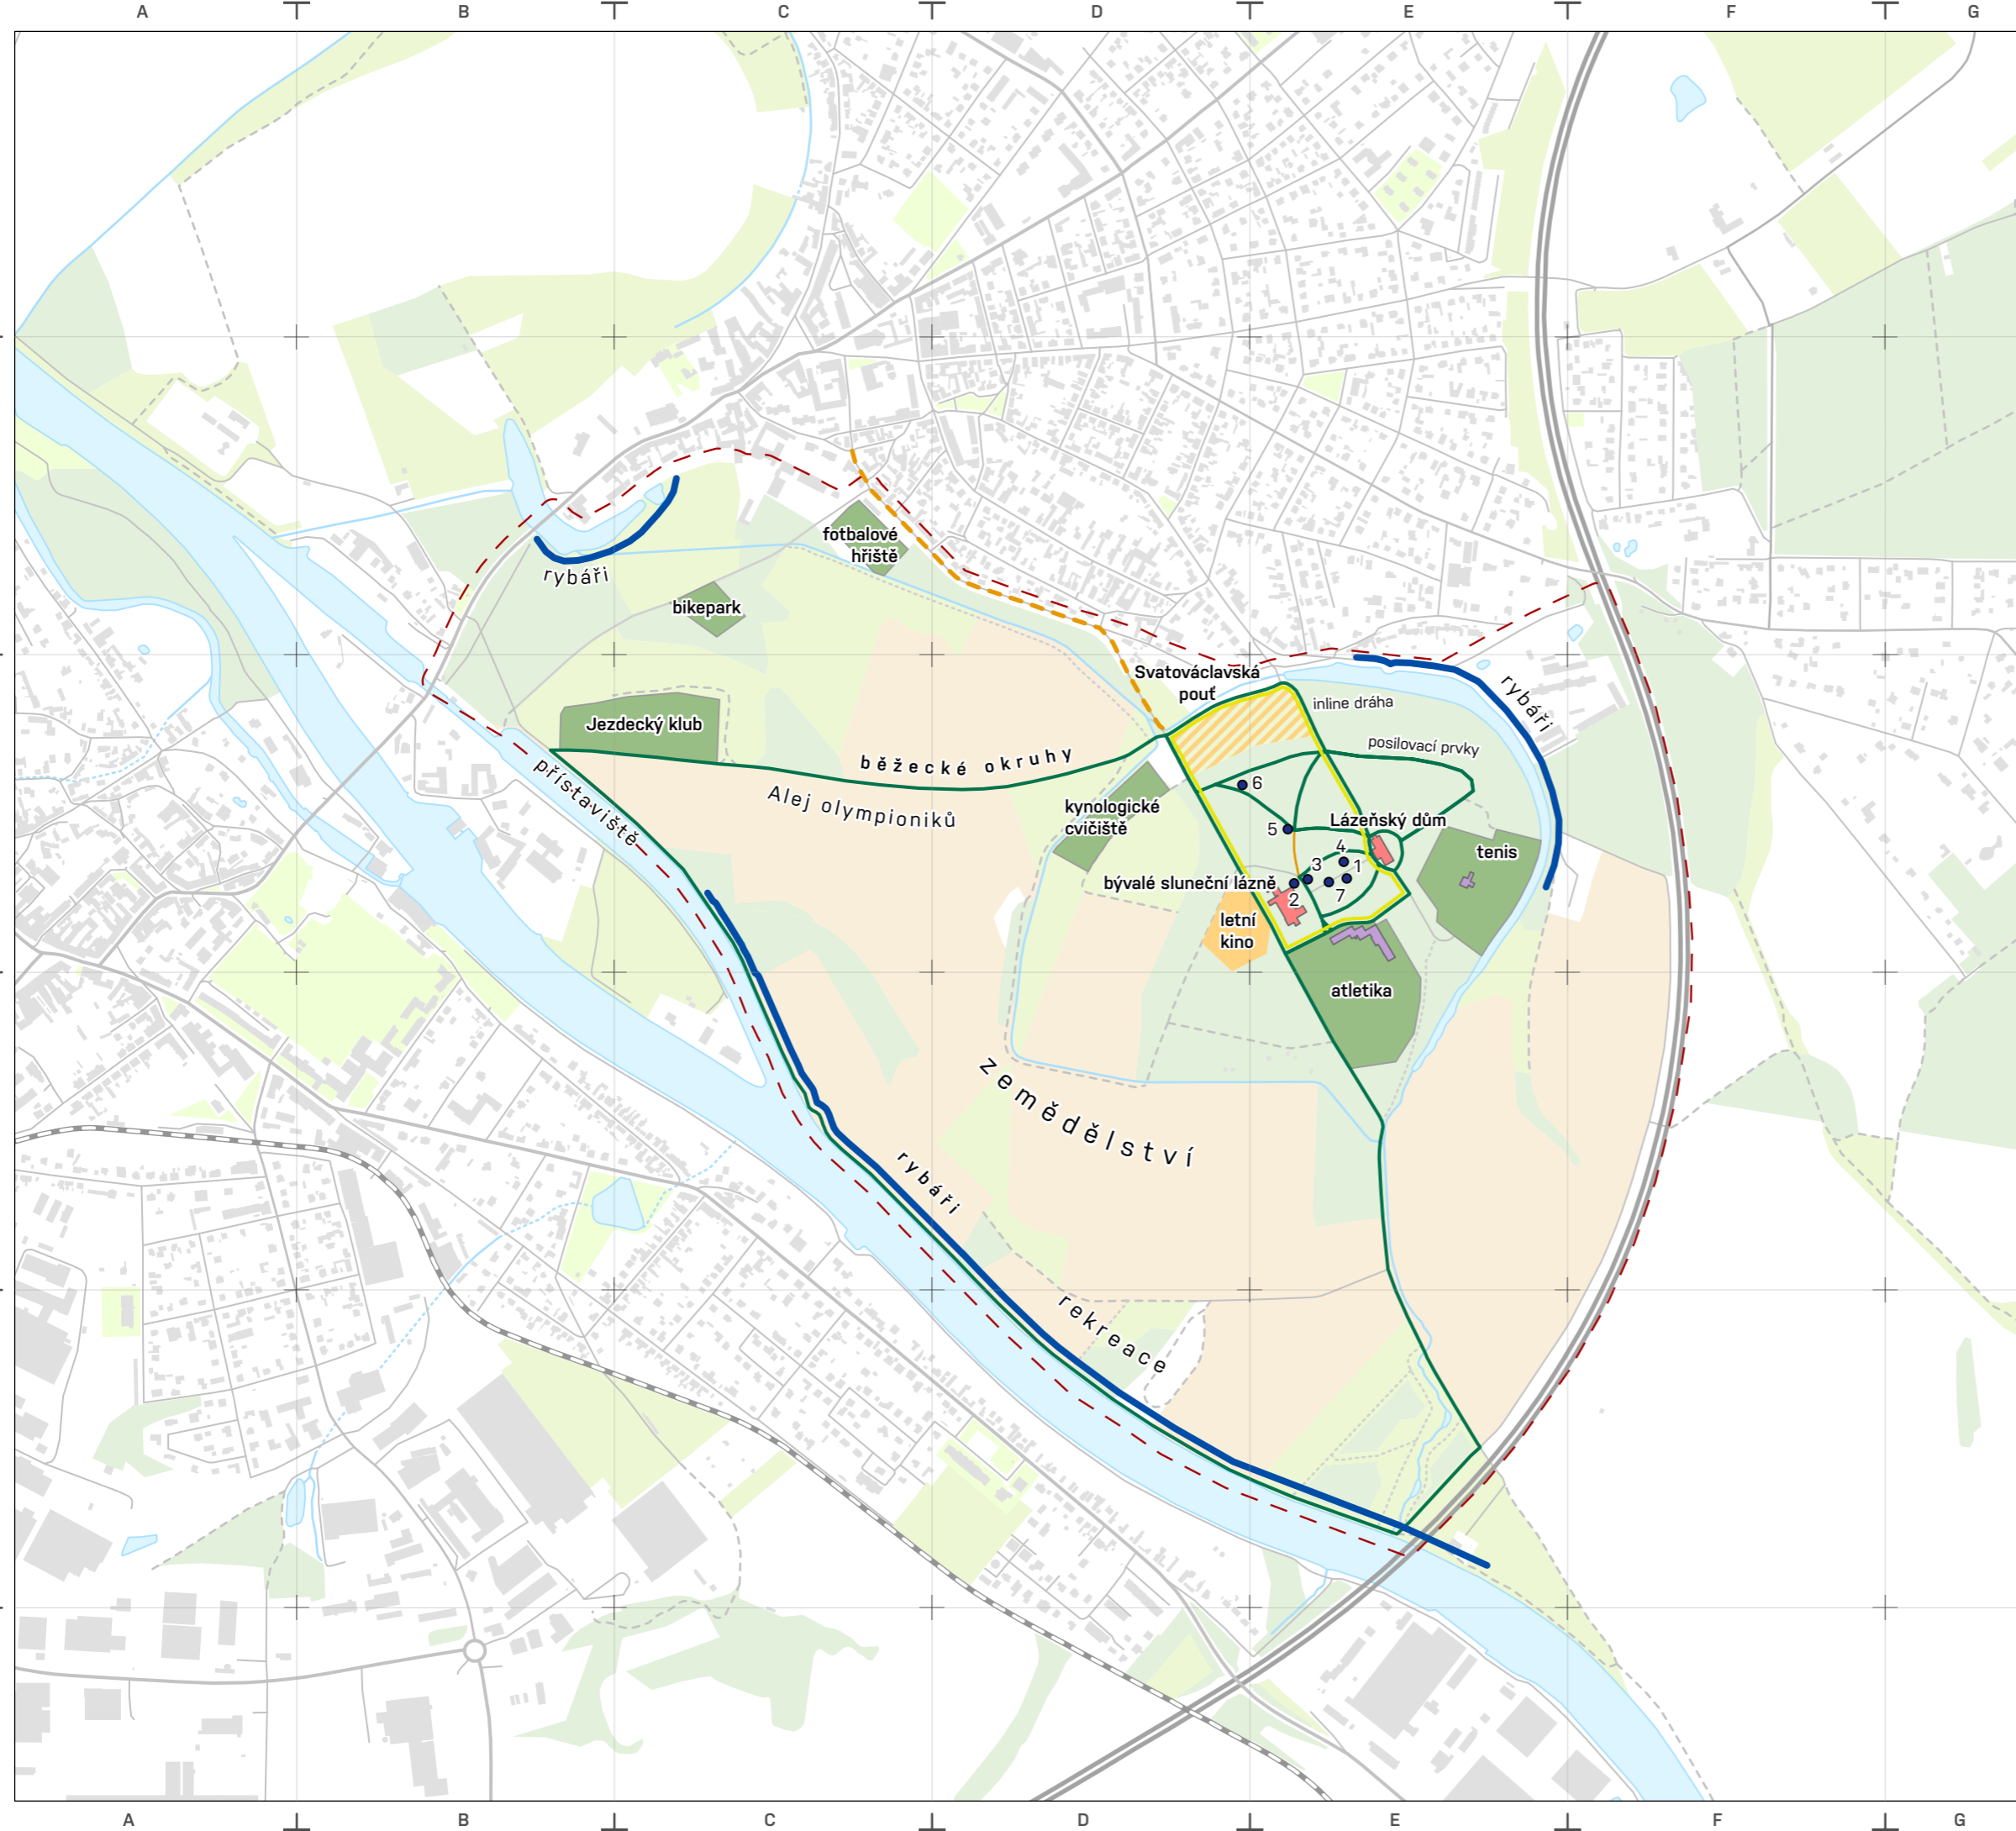 A B C D E F G
fotbalové
hřiště
rybáři
bikepark
Svatováclavská
pouť
inline dráha
rybáři
Jezdecký klub
běžecké okruhy
posilovací prvky
přístaviště
Alej olympioniků
6
kynologické
cvičiště
5
Lázeňský dům
4
tenis
3
1
bývalé sluneční lázně
2
7
letní
kino
atletika
zemědělství
rybáři
rekreace
A B C D E F G